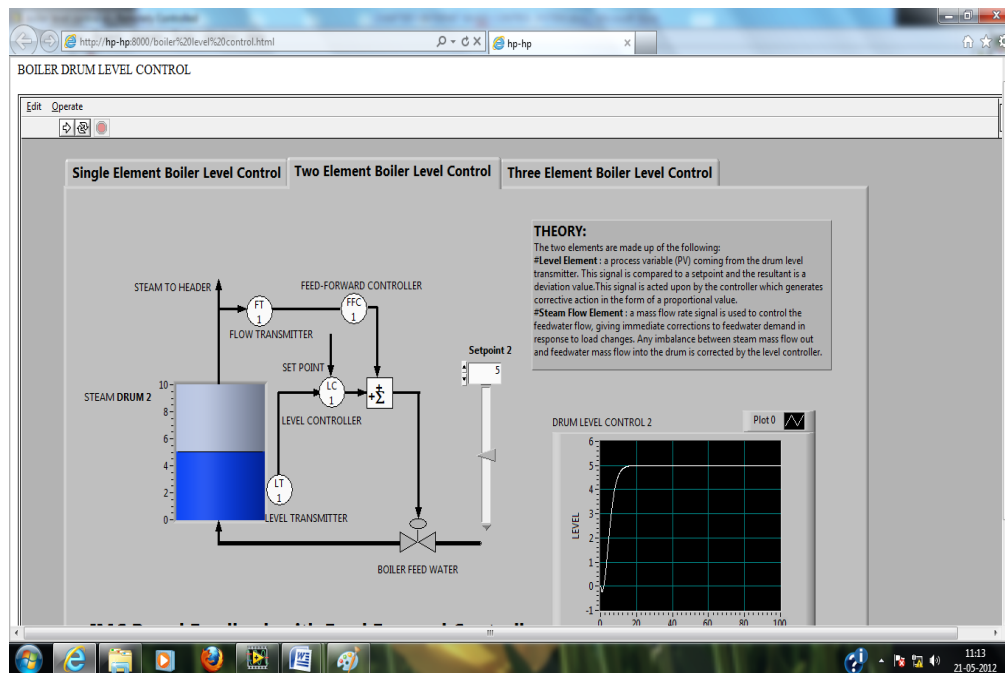 http://hp-hp:8000/boiler%20level%20control.html
hp-hp
BOILER DRUM LEVEL CONTROL
Edit Operate
Single Element Boiler Level Control
Two Element Boiler Level Control
Three Element Boiler Level Control
THEORY:
The two elements are made up of the following:
#Level Element : a process variable (PV) coming from the drum level
transmitter. This signal is compared to a setpoint and the resultant is a
deviation value.This signal is acted upon by the controller which generates
corrective action in the form of a proportional value.
#Steam Flow Element : a mass flow rate signal is used to control the
feedwater flow, giving immediate corrections to feedwater demand in
response to load changes. Any imbalance between steam mass flow out
and feedwater mass flow into the drum is corrected by the level controller.
STEAM TO HEADER
FEED-FORWARD CONTROLLER
FT
1
FFC
1
FLOW TRANSMITTER
Setpoint 2
5
SET POINT
LC
1
+
+Σ
STEAM DRUM 2
10
8
6
4
2
0
LEVEL CONTROLLER
LT
1
LEVEL TRANSMITTER
BOILER FEED WATER
DRUM LEVEL CONTROL 2
Plot 0
LEVEL
6
5
4
3
2
1
0
-1
0 20 40 60 80 100
11:13
21-05-2012